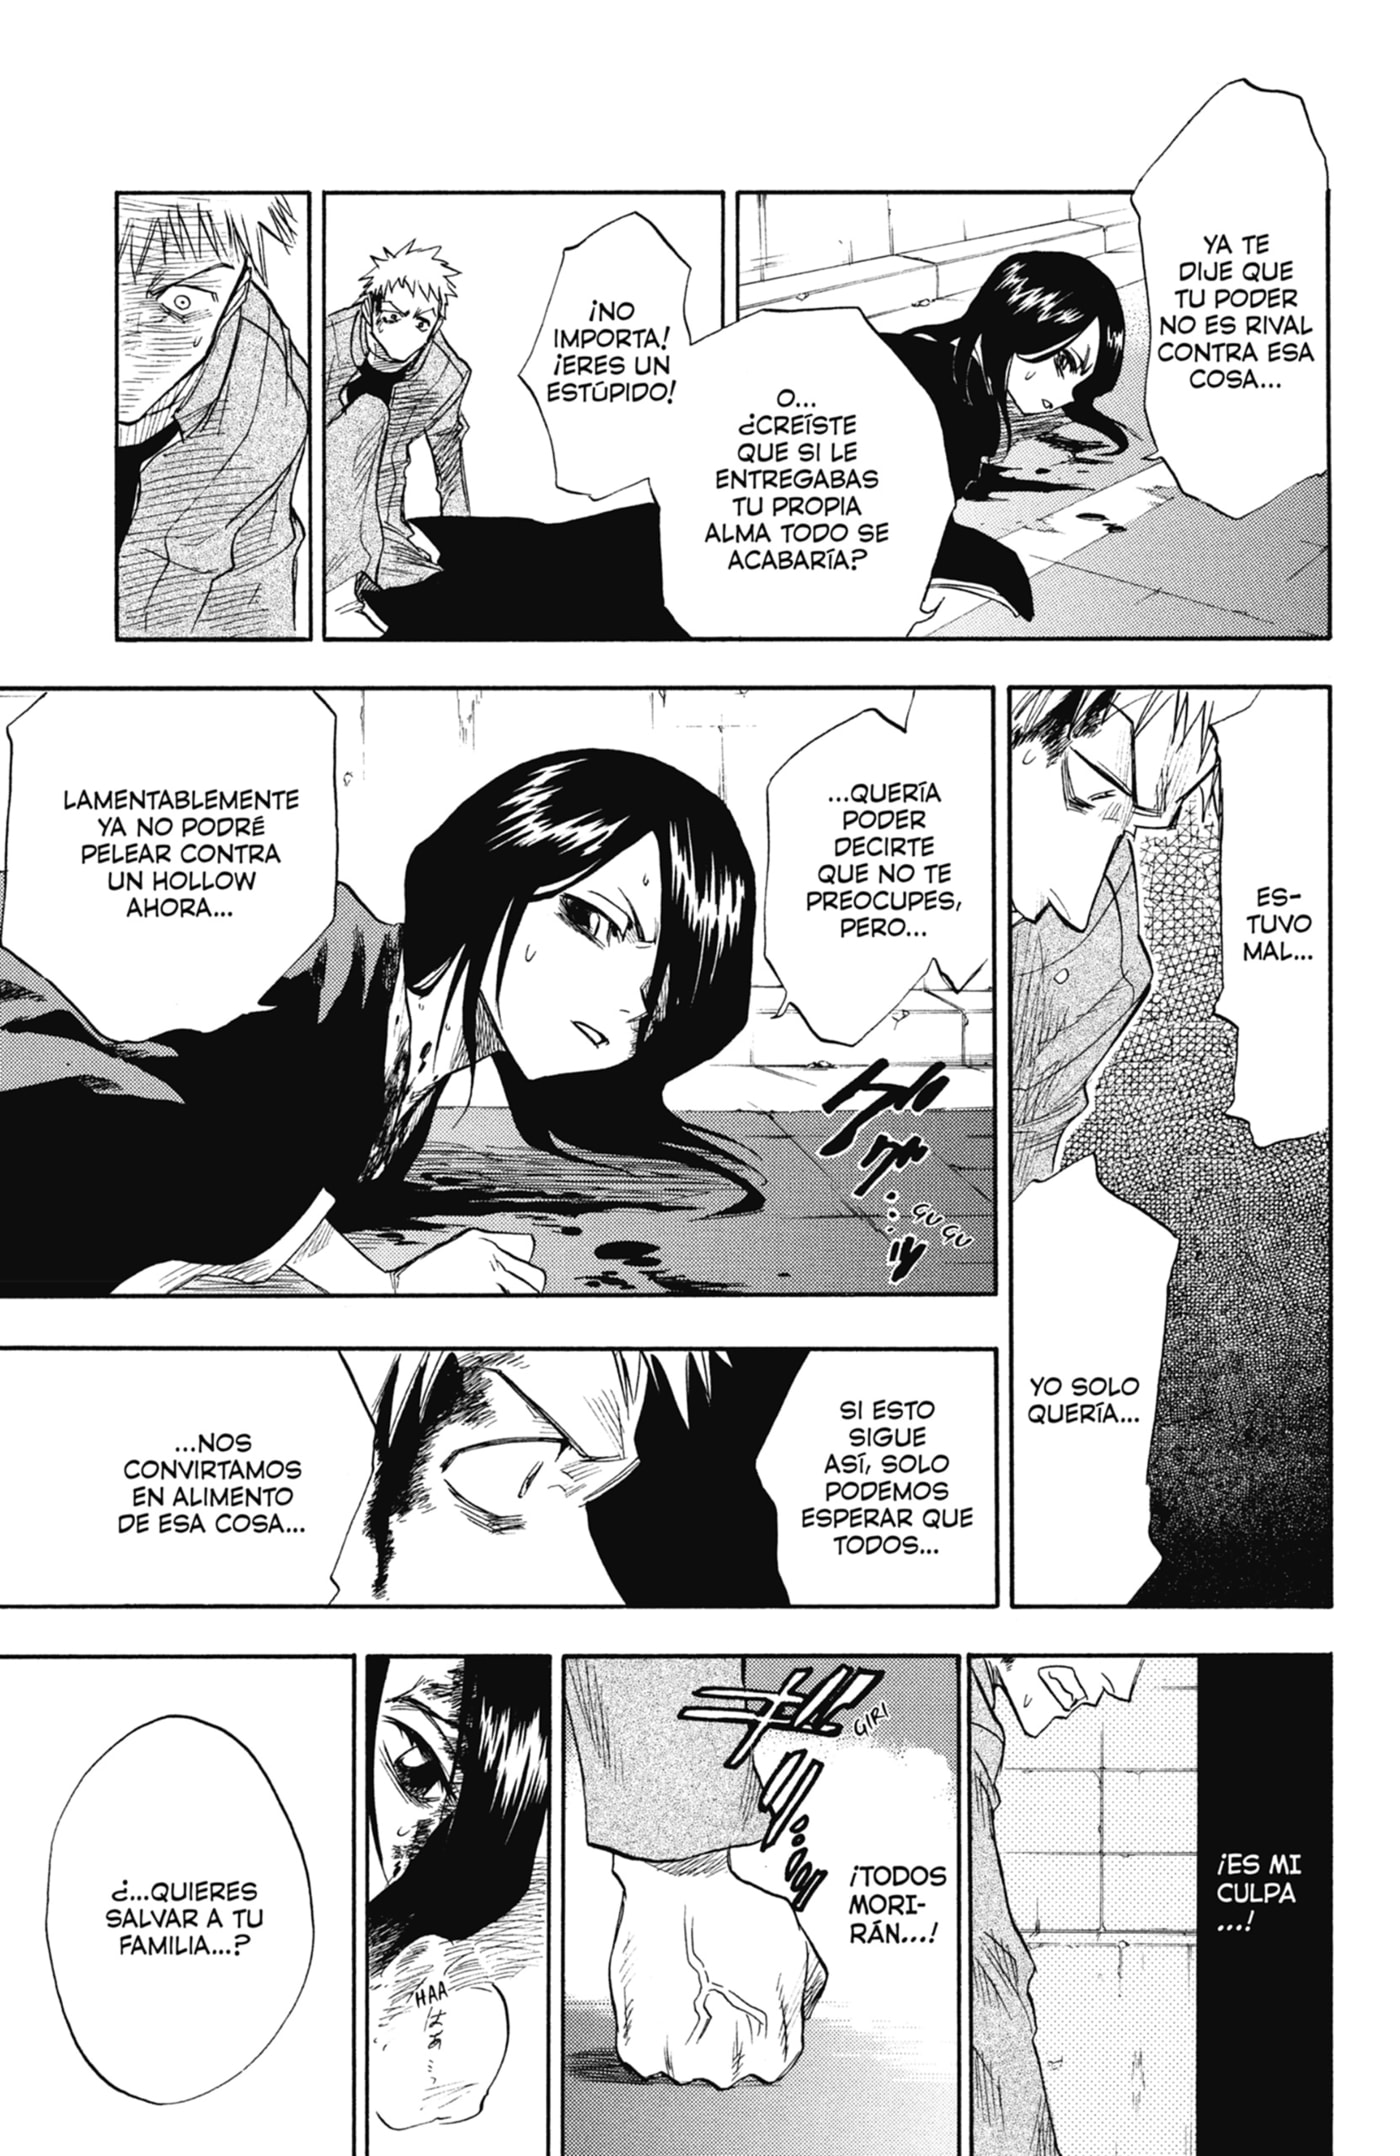 YA TE
DIJE QUE
TU PODER
NO ES RIVAL
CONTRA ESA
COSA...
O...
¿CREÍSTE
QUE SI LE
ENTREGABAS
TU PROPIA
ALMA TODO SE
ACABARÍA?
¡NO
IMPORTA!
¡ERES UN
ESTÚPIDO!
ES-
TUVO
MAL...
YO SOLO
QUERÍA...
...QUERÍA
PODER
DECIRTE
QUE NO TE
PREOCUPES,
PERO...
GU GU
LAMENTABLEMENTE
YA NO PODRÉ
PELEAR CONTRA
UN HOLLOW
AHORA...
SI ESTO
SIGUE
ASÍ, SOLO
PODEMOS
ESPERAR QUE
TODOS...
...NOS
CONVIRTAMOS
EN ALIMENTO
DE ESA COSA...
¡ES MI
CULPA
...!
GIRI
¡TODOS
MORI-
RÁN...!
HAA
はぁ…
¿...QUIERES
SALVAR A TU
FAMILIA...?